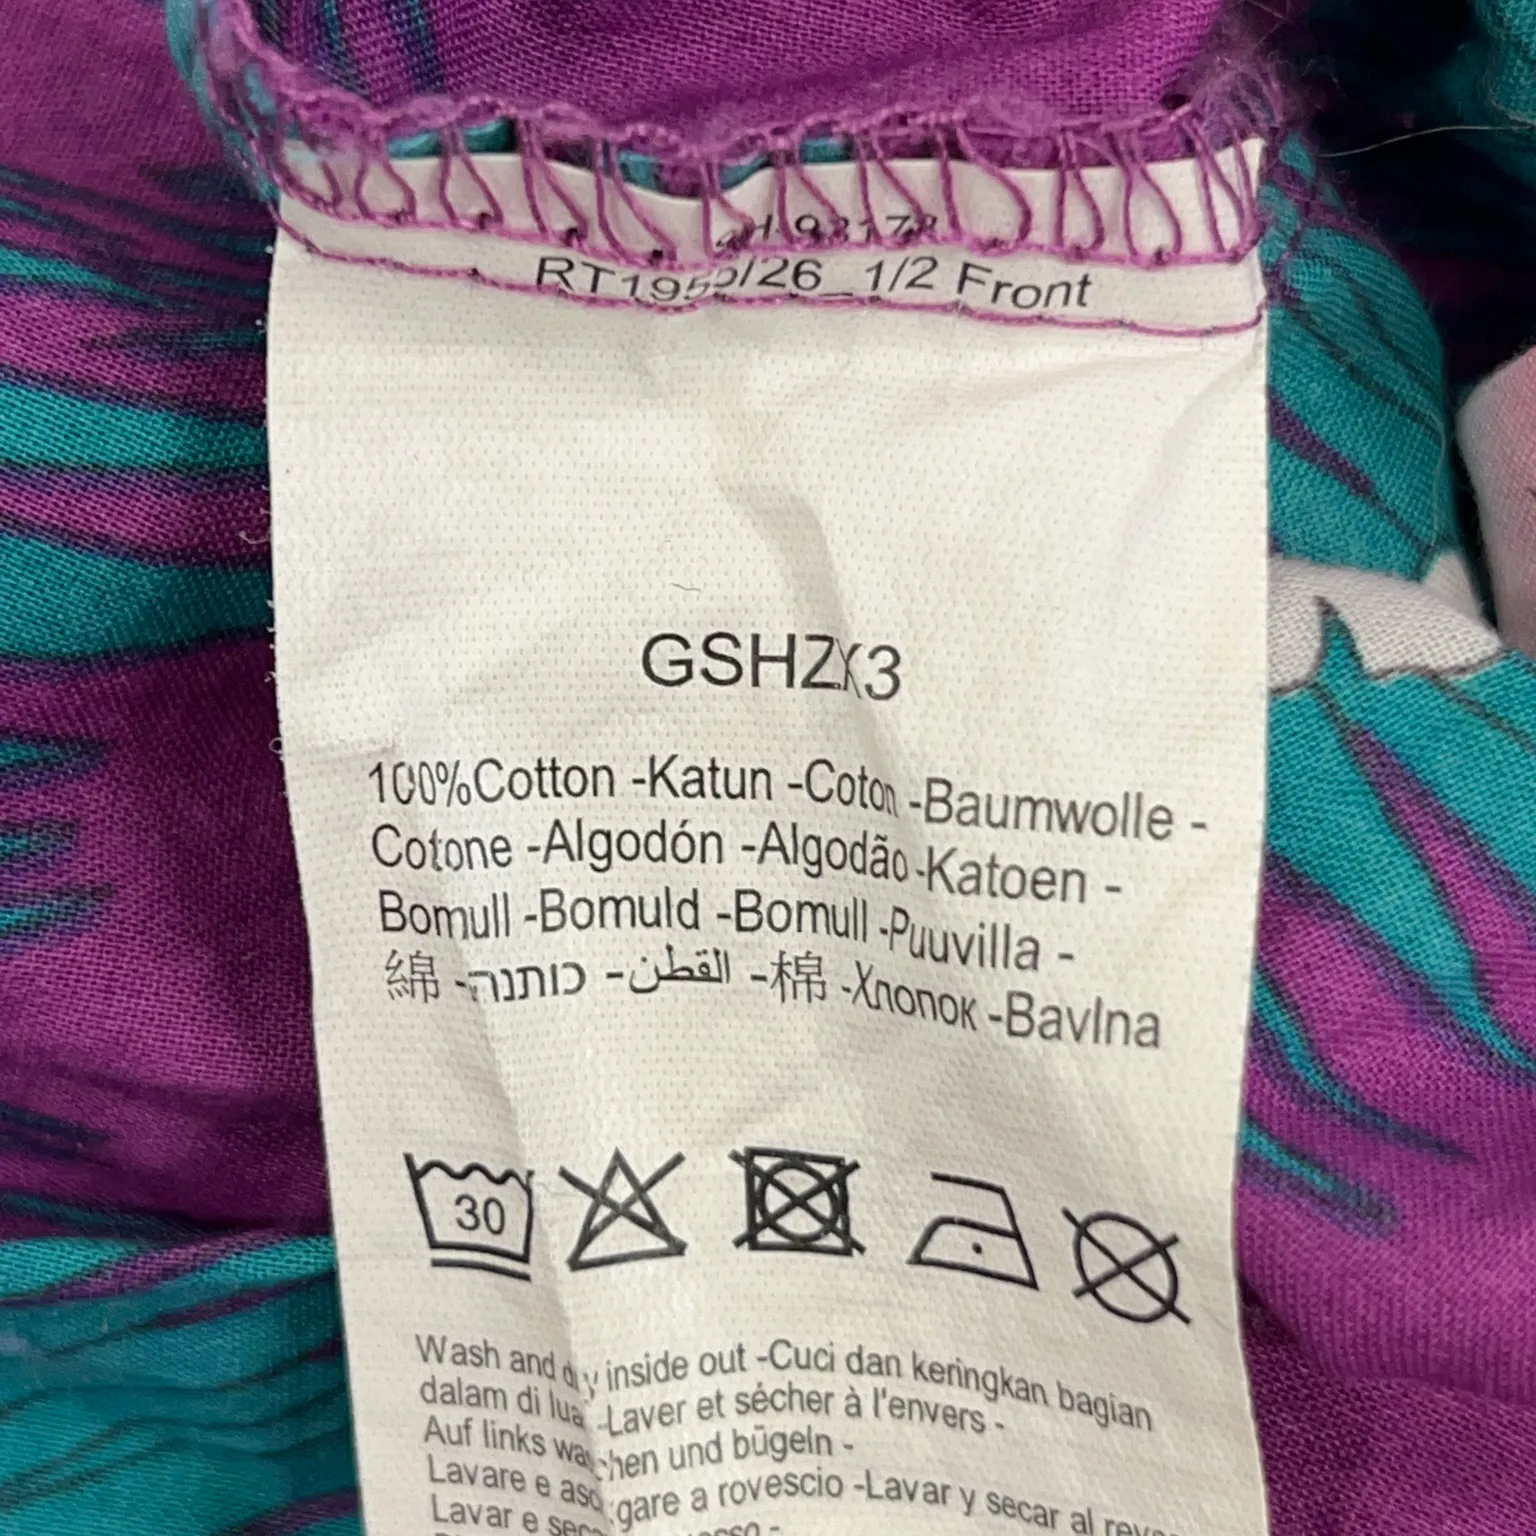 /26_1/2 Front
GSHZX3
100%Cotton -Katun -Coton -Baumwolle -
Cotone -Algodón -Algodão -Katoen -
Bomull -Bomuld -Bomull -Puuvilla -
綿 -כותנה -القطن -棉 -Хлопок -Bavlna
30
Wash and dry inside out -Cuci dan keringkan bagian
dalam di luar -Laver et sécher à l'envers -
Auf links waschen und bügeln -
Lavare e asciugare a rovescio -Lavar y secar al
Lavar e